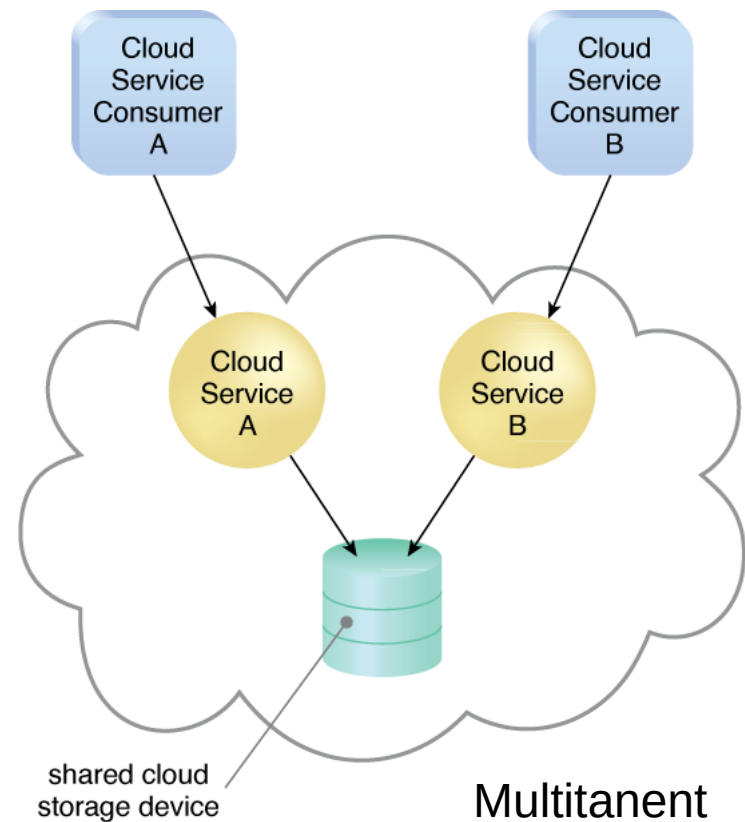 Cloud
Service
Consumer
A
Cloud
Service
Consumer
B
Cloud
Service
A
Cloud
Service
B
shared cloud
storage device
Multitanent